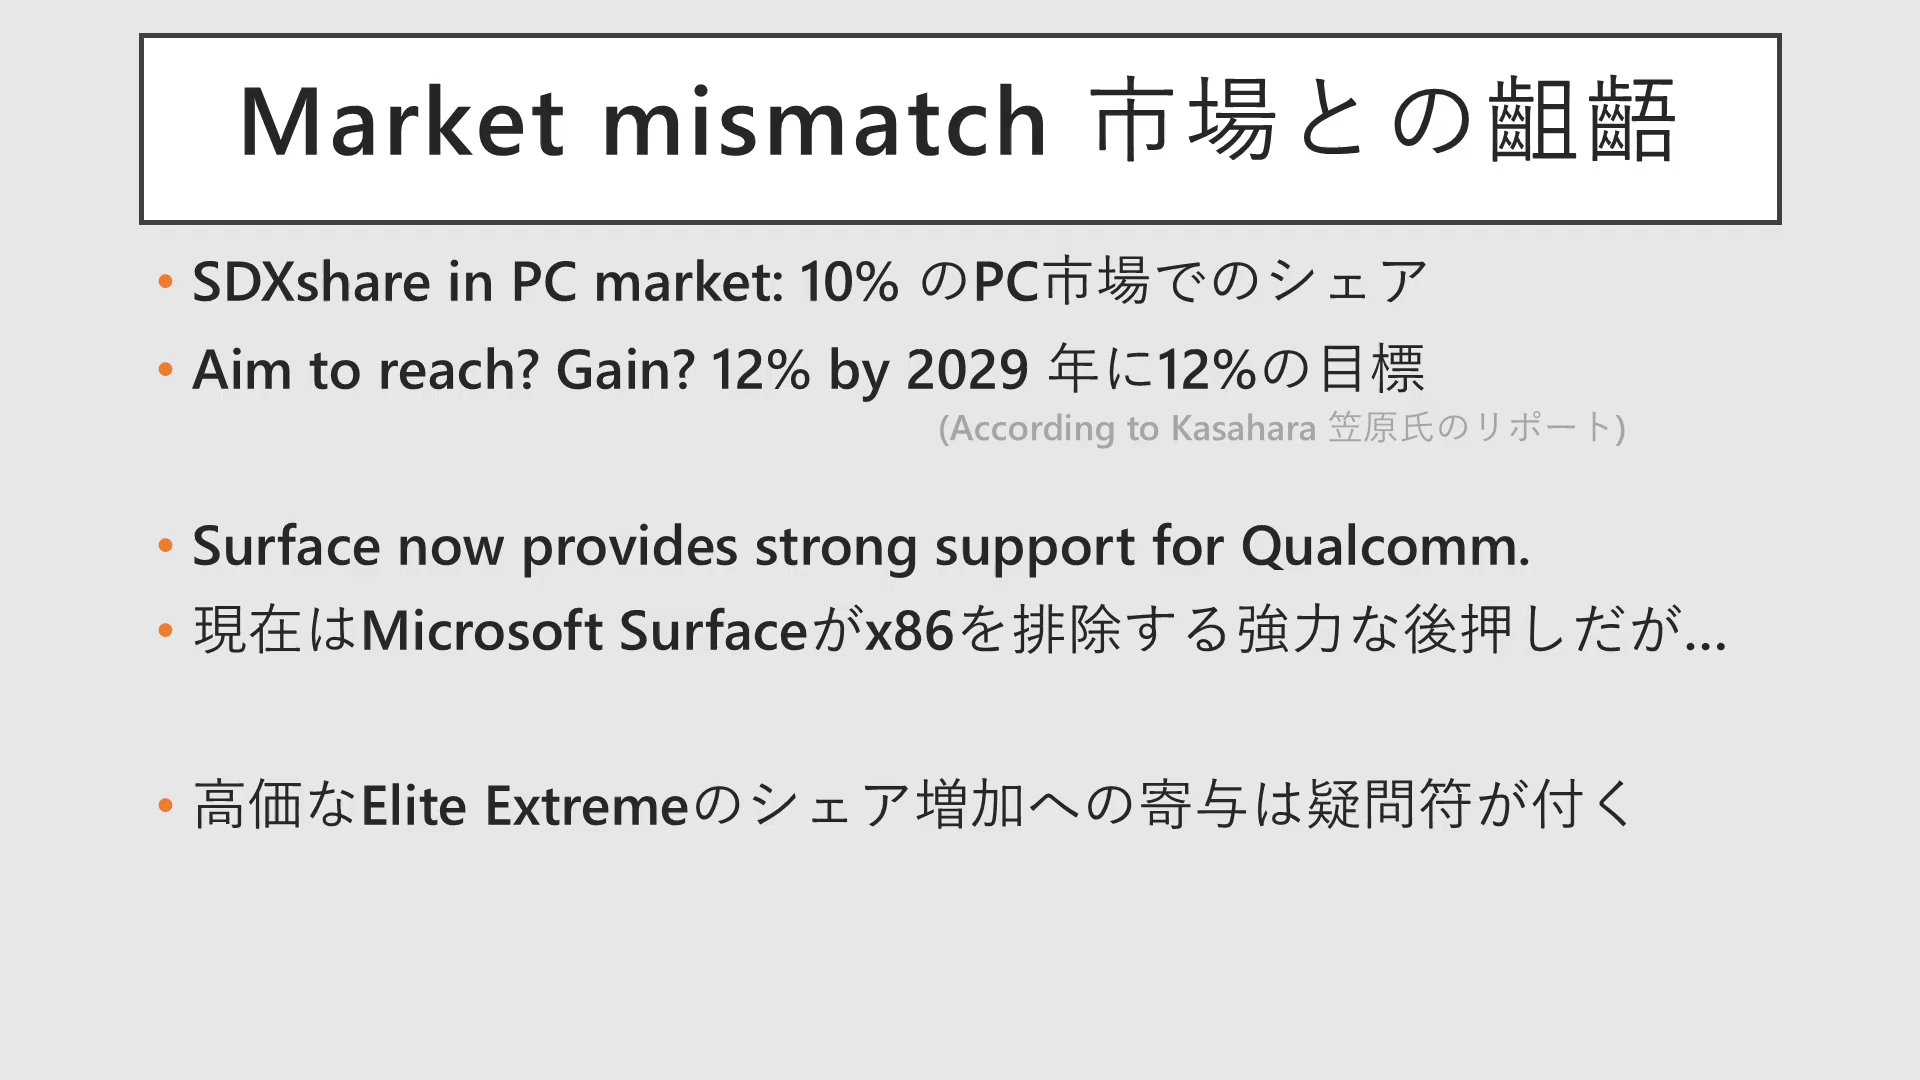 Market mismatch 市場との齟齬
• SDXshare in PC market: 10% のPC市場でのシェア
• Aim to reach? Gain? 12% by 2029 年に12%の目標
(According to Kasahara 笠原氏のリポート)
• Surface now provides strong support for Qualcomm.
• 現在はMicrosoft Surfaceがx86を排除する強力な後押しだが...
• 高価なElite Extremeのシェア増加への寄与は疑問符が付く